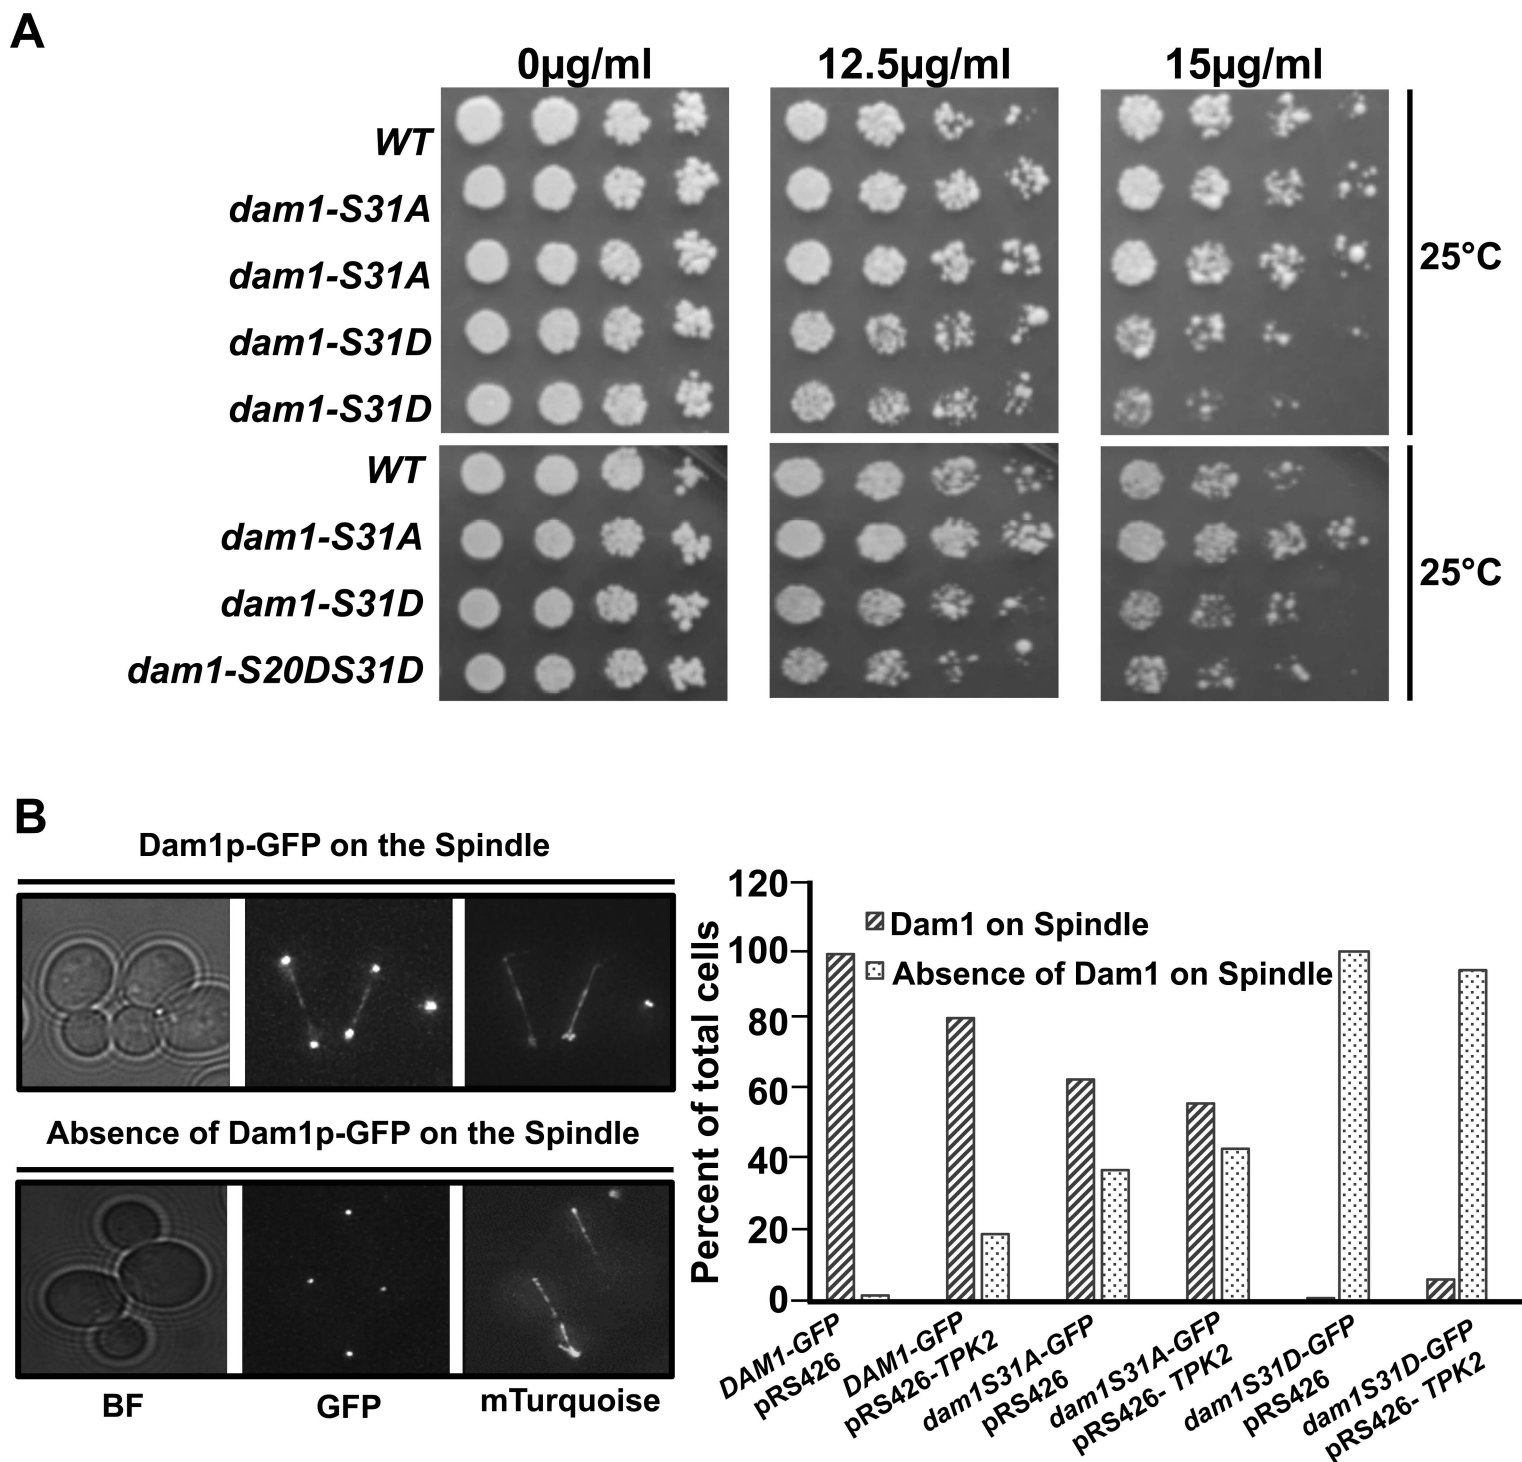 A
0µg/ml 12.5µg/ml 15µg/ml
WT
dam1-S31A
dam1-S31A
dam1-S31D
dam1-S31D
25°C
WT
dam1-S31A
dam1-S31D
dam1-S20DS31D
25°C
B
Dam1p-GFP on the Spindle
Absence of Dam1p-GFP on the Spindle
BF GFP mTurquoise
Percent of total cells
120
100
80
60
40
20
0
Dam1 on Spindle
Absence of Dam1 on Spindle
DAM1-GFP
pRS426
DAM1-GFP
pRS426-TPK2
dam1S31A-GFP
pRS426
dam1S31A-GFP
pRS426- TPK2
dam1S31D-GFP
pRS426
dam1S31D-GFP
pRS426- TPK2